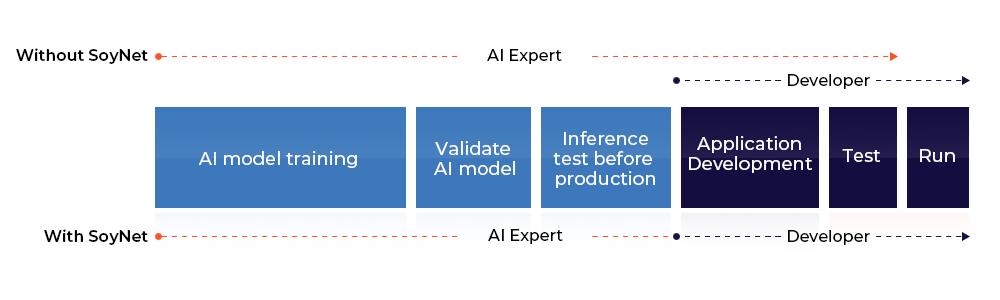 Without SoyNet
AI Expert
Developer
AI model training
Validate
AI model
Inference
test before
production
Application
Development
Test
Run
With SoyNet
AI Expert
Developer